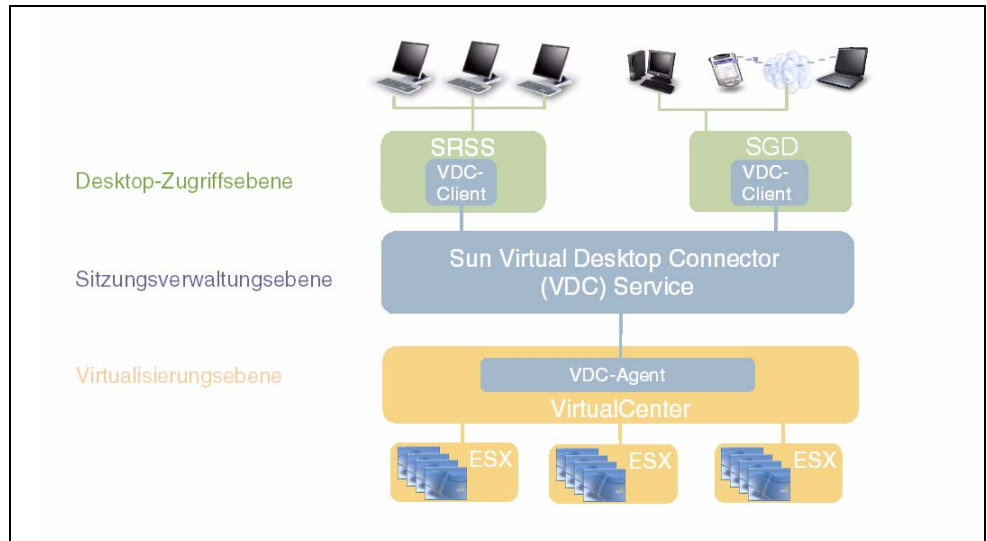 SRSS
VDC-
Client
SGD
VDC-
Client
Desktop-Zugriffsebene
Sun Virtual Desktop Connector
(VDC) Service
Sitzungsverwaltungsebene
VDC-Agent
Virtualisierungsebene
VirtualCenter
ESX
ESX
ESX